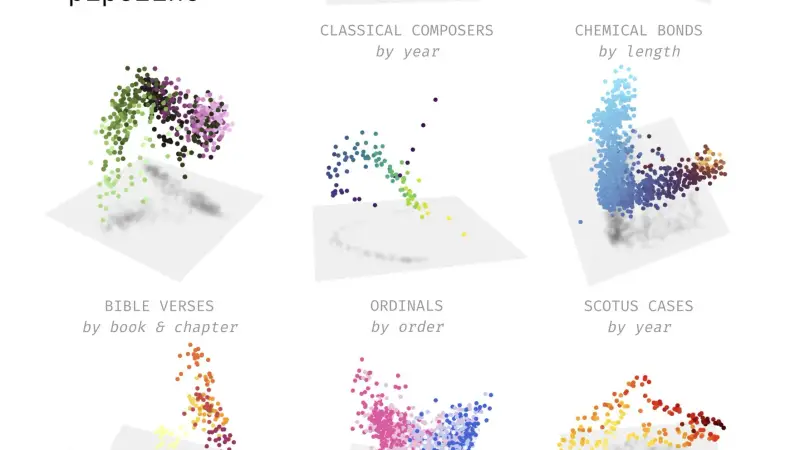 CLASSICAL COMPOSERS
by year
CHEMICAL BONDS
by length
BIBLE VERSES
by book & chapter
ORDINALS
by order
SCOTUS CASES
by year